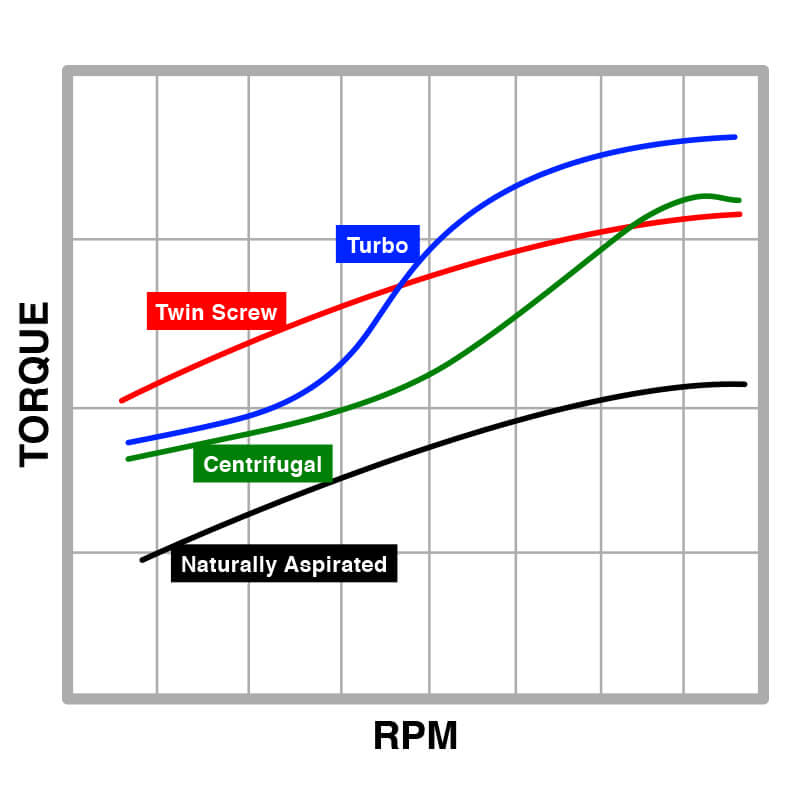 Turbo
Twin Screw
TORQUE
Centrifugal
Naturally Aspirated
RPM